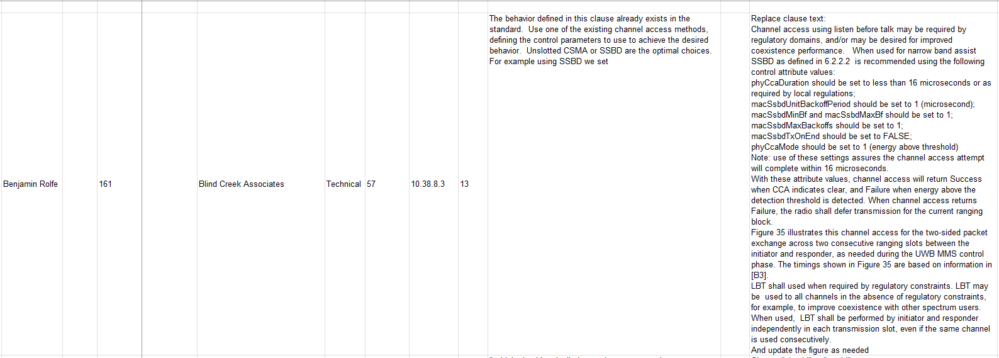 Benjamin Rolfe
161
Blind Creek Associates
Technical
57
10.38.8.3
13
The behavior defined in this clause already exists in the
standard.  Use one of the existing channel access methods,
defining the control parameters to use to achieve the desired
behavior.  Unslotted CSMA or SSBD are the optimal choices.
For example using SSBD we set
Replace clause text:
Channel access using listen before talk may be required by
regulatory domains, and/or may be desired for improved
coexistence performance.   When used for narrow band assist
SSBD as defined in 6.2.2.2  is recommended using the following
control attribute values:
phyCcaDuration should be set to less than 16 microseconds or as
required by local regulations;
macSsbdUnitBackoffPeriod should be set to 1 (microsecond);
macSsbdMinBf and macSsbdMaxBf should be set to 1;
macSsbdMaxBackoffs should be set to 1;
macSsbdTxOnEnd should be set to FALSE;
phyCcaMode should be set to 1 (energy above threshold)
Note: use of these settings assures the channel access attempt
will complete within 16 microseconds.
With these attribute values, channel access will return Success
when CCA indicates clear, and Failure when energy above the
detection threshold is detected. When channel access returns
Failure, the radio shall defer transmission for the current ranging
block.
Figure 35 illustrates this channel access for the two-sided packet
exchange across two consecutive ranging slots between the
initiator and responder, as needed during the UWB MMS control
phase. The timings shown in Figure 35 are based on information in
[B3].
LBT shall used when required by regulatory constraints. LBT may
be  used to all channels in the absence of regulatory constraints,
for example, to improve coexistence with other spectrum users.
When used,  LBT shall be performed by initiator and responder
independently in each transmission slot, even if the same channel
is used consecutively.
And update the figure as needed